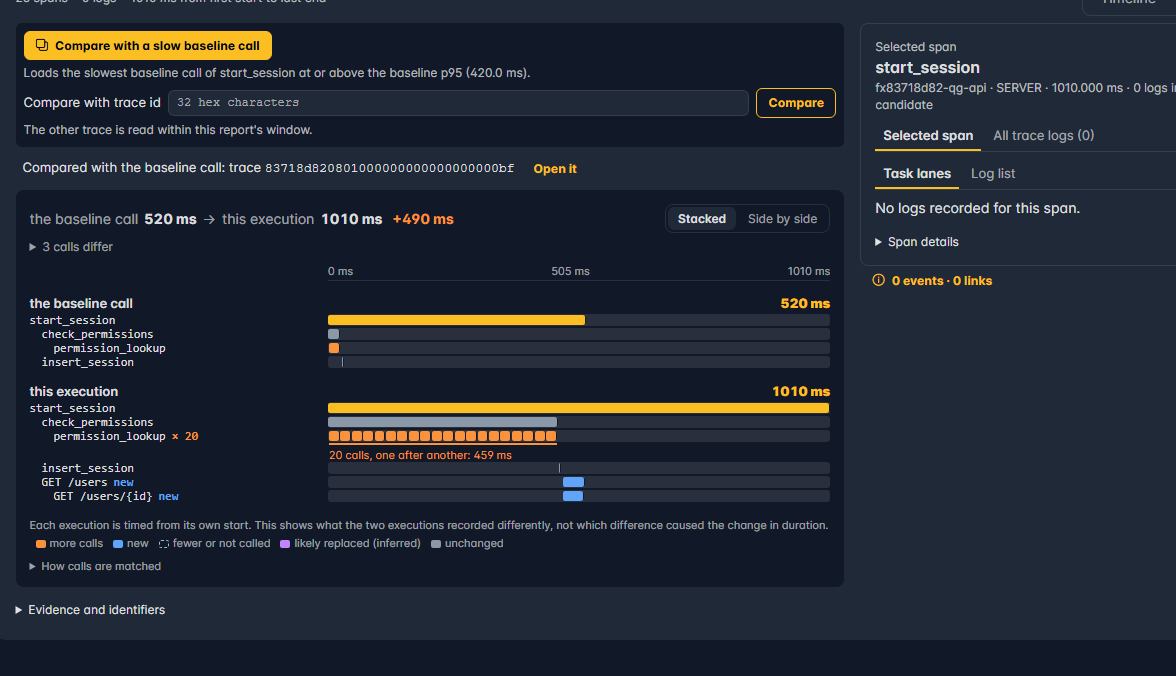 Compare with a slow baseline call
Loads the slowest baseline call of start_session at or above the baseline p95 (420.0 ms).
Compare with trace id 32 hex characters Compare
The other trace is read within this report's window.
Compared with the baseline call: trace Open it
the baseline call 520 ms → this execution 1010 ms +490 ms
Stacked Side by side
3 calls differ
0 ms 505 ms 1010 ms
the baseline call 520 ms
start_session
check_permissions
permission_lookup
insert_session
this execution 1010 ms
start_session
check_permissions
permission_lookup × 20
20 calls, one after another: 459 ms
insert_session
GET /users new
GET /users/{id} new
Each execution is timed from its own start. This shows what the two executions recorded differently, not which difference caused the change in duration.
more calls new fewer or not called likely replaced (inferred) unchanged
How calls are matched
Evidence and identifiers
Selected span
start_session
fx83718d82-qg-api · SERVER · 1010.000 ms · 0 logs
candidate
Selected span All trace logs (0)
Task lanes Log list
No logs recorded for this span.
Span details
0 events · 0 links